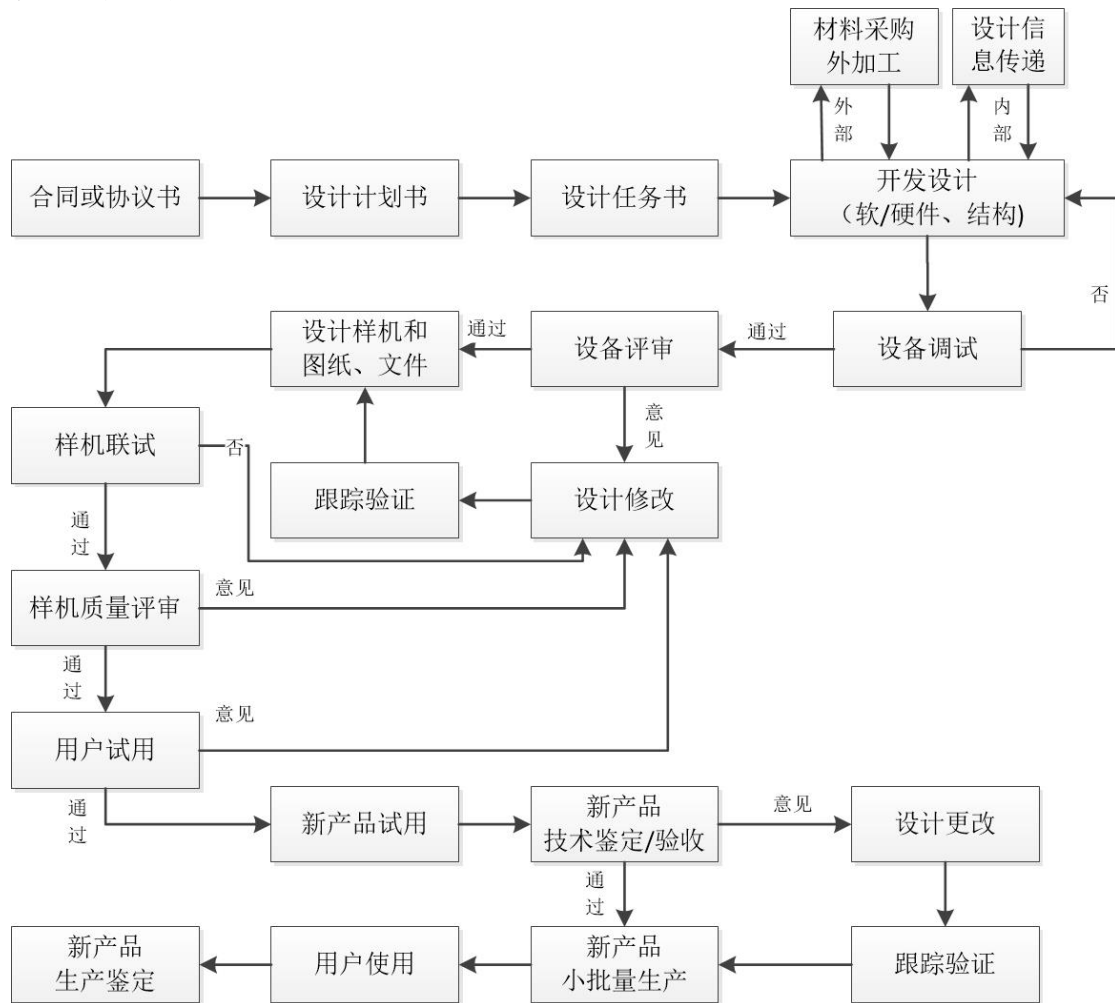 材料采购
外加工
设计信
息传递
外
部
内
部
合同或协议书
设计计划书
设计任务书
开发设计
（软/硬件、结构)
否
设计样机和
图纸、文件
通过
设备评审
通过
设备调试
意
见
样机联试
否
跟踪验证
设计修改
通
过
样机质量评审
意见
通
过
用户试用
意见
通
过
新产品试用
新产品
技术鉴定/验收
意见
设计更改
通
过
新产品
生产鉴定
用户使用
新产品
小批量生产
跟踪验证